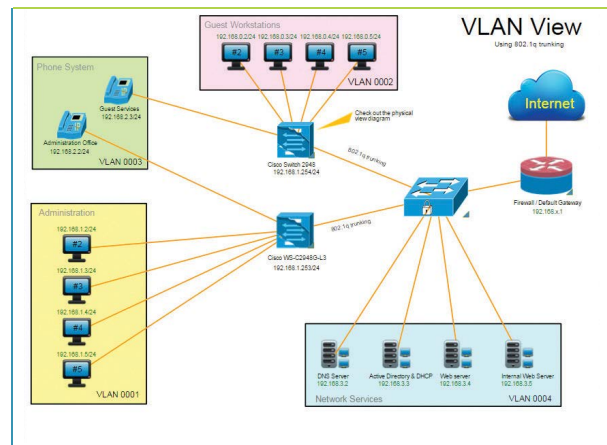 VLAN View
Using 802.1q trunking
Guest Workstations
192.168.0.2/24 192.168.0.3/24 192.168.0.4/24 192.168.0.5/24
#2 #3 #4 #5
VLAN 0002
Phone System
Guest Services
192.168.2.3/24
Administration Office
192.168.2.2/24
VLAN 0003
Check out the physical
view diagram
Cisco Switch 2948
192.168.1.254/24
802.1q trunking
Internet
Firewall / Default Gateway
192.168.x.1
802.1q trunking
Cisco WS-C2948G-L3
192.168.1.253/24
Administration
192.168.1.2/24
#2
192.168.1.3/24
#3
192.168.1.4/24
#4
192.168.1.5/24
#5
VLAN 0001
DNS Server
192.168.3.2
Active Directory & DHCP
192.168.3.3
Web server
192.168.3.4
Internal Web Server
192.168.3.5
Network Services
VLAN 0004